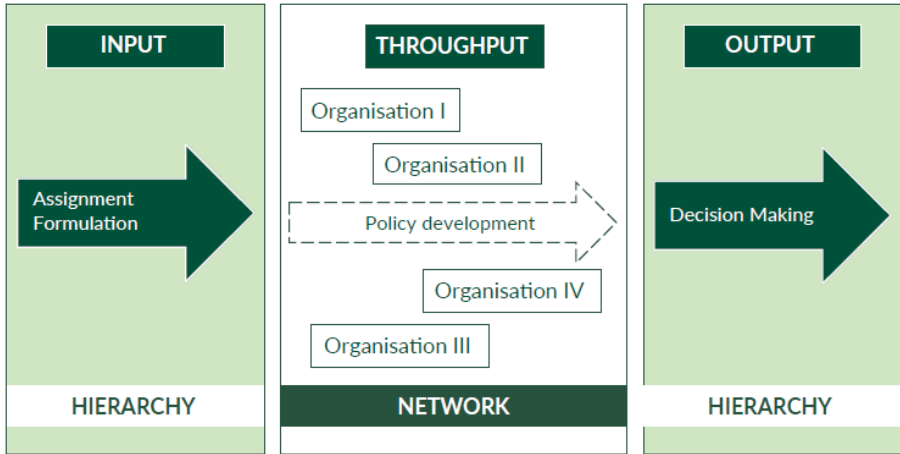 INPUT
Assignment
Formulation
HIERARCHY
THROUGHPUT
Organisation I
Organisation II
Policy development
Organisation IV
Organisation III
NETWORK
OUTPUT
Decision Making
HIERARCHY